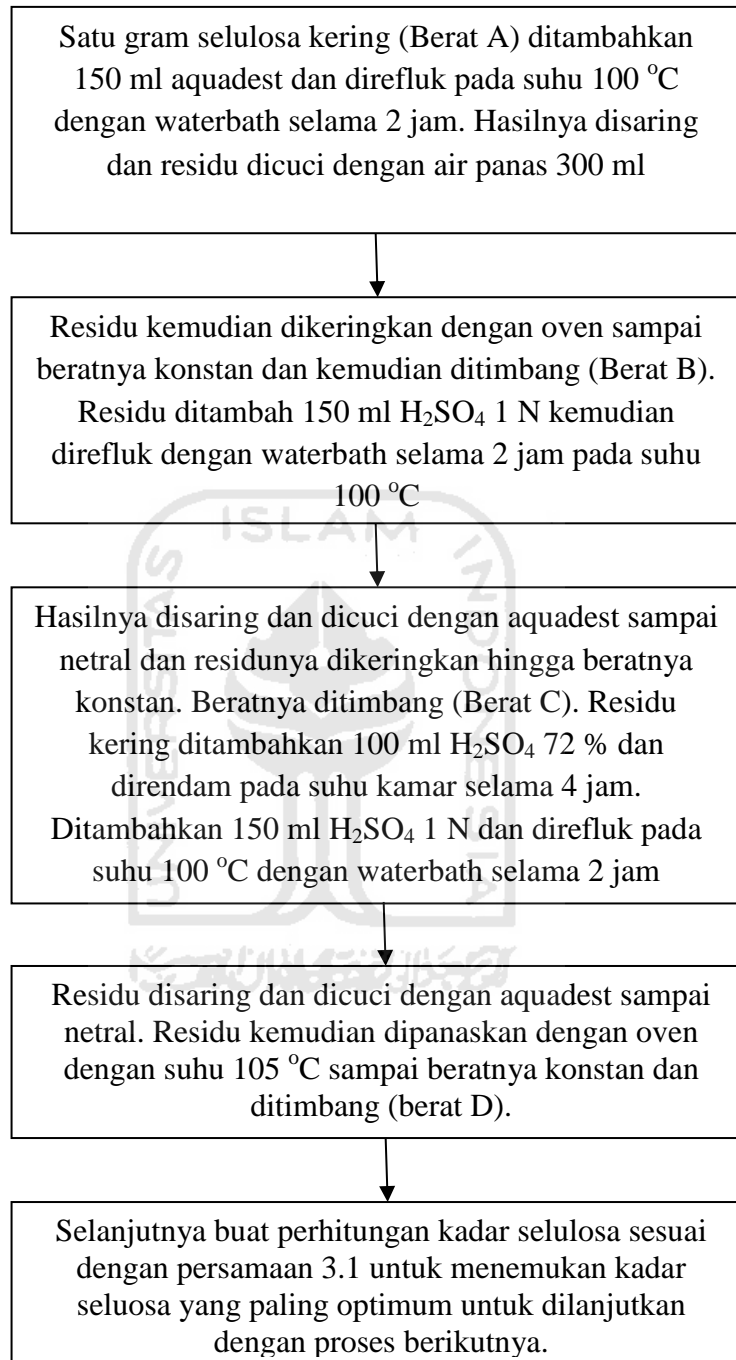 Satu gram selulosa kering (Berat A) ditambahkan
150 ml aquadest dan direfluk pada suhu 100 °C
dengan waterbath selama 2 jam. Hasilnya disaring
dan residu dicuci dengan air panas 300 ml
Residu kemudian dikeringkan dengan oven sampai
beratnya konstan dan kemudian ditimbang (Berat B).
Residu ditambah 150 ml H₂SO₄ 1 N kemudian
direfluk dengan waterbath selama 2 jam pada suhu
100 °C
Hasilnya disaring dan dicuci dengan aquadest sampai
netral dan residunya dikeringkan hingga beratnya
konstan. Beratnya ditimbang (Berat C). Residu
kering ditambahkan 100 ml H₂SO₄ 72 % dan
direndam pada suhu kamar selama 4 jam.
Ditambahkan 150 ml H₂SO₄ 1 N dan direfluk pada
suhu 100 °C dengan waterbath selama 2 jam
Residu disaring dan dicuci dengan aquadest sampai
netral. Residu kemudian dipanaskan dengan oven
dengan suhu 105 °C sampai beratnya konstan dan
ditimbang (berat D).
Selanjutnya buat perhitungan kadar selulosa sesuai
dengan persamaan 3.1 untuk menemukan kadar
seluosa yang paling optimum untuk dilanjutkan
dengan proses berikutnya.
UNIVERSITAS
ISLAM
INDONESIA